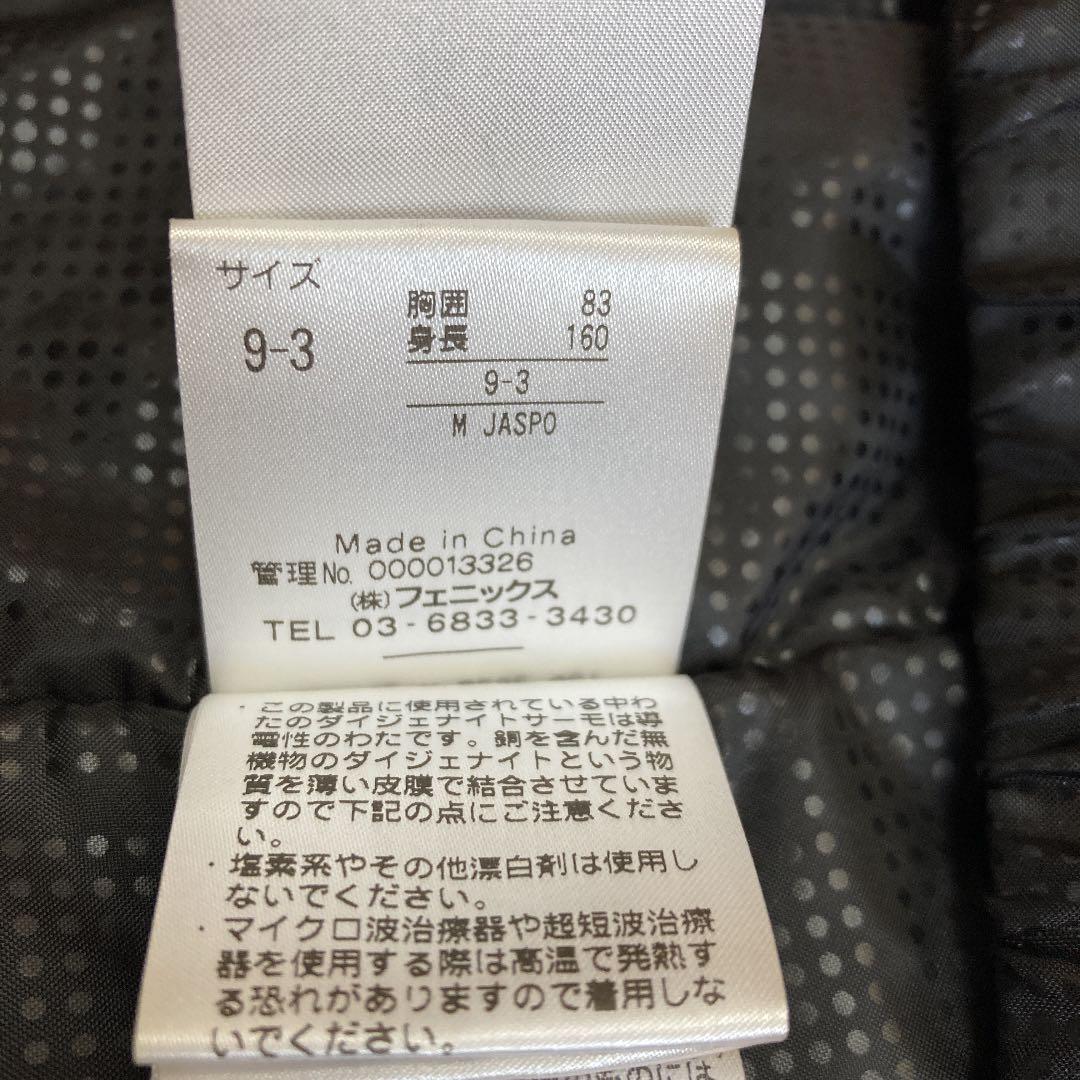 サイズ
9-3
胸囲 83
身長 160
9-3
M JASPO
Made in China
管理No. 000013326
(株)フェニックス
TEL 03-6833-3430
・この製品に使用されている中わ
たのダイジェナイトサーモは導
電性のわたです。銅を含んだ無
機物のダイジェナイトという物
質を薄い皮膜で結合させていま
すので下記の点にご注意くださ
い。
・塩素系やその他漂白剤は使用し
ないでください。
・マイクロ波治療器や超短波治療
器を使用する際は高温で発熱す
る恐れがありますので着用しな
いでください。